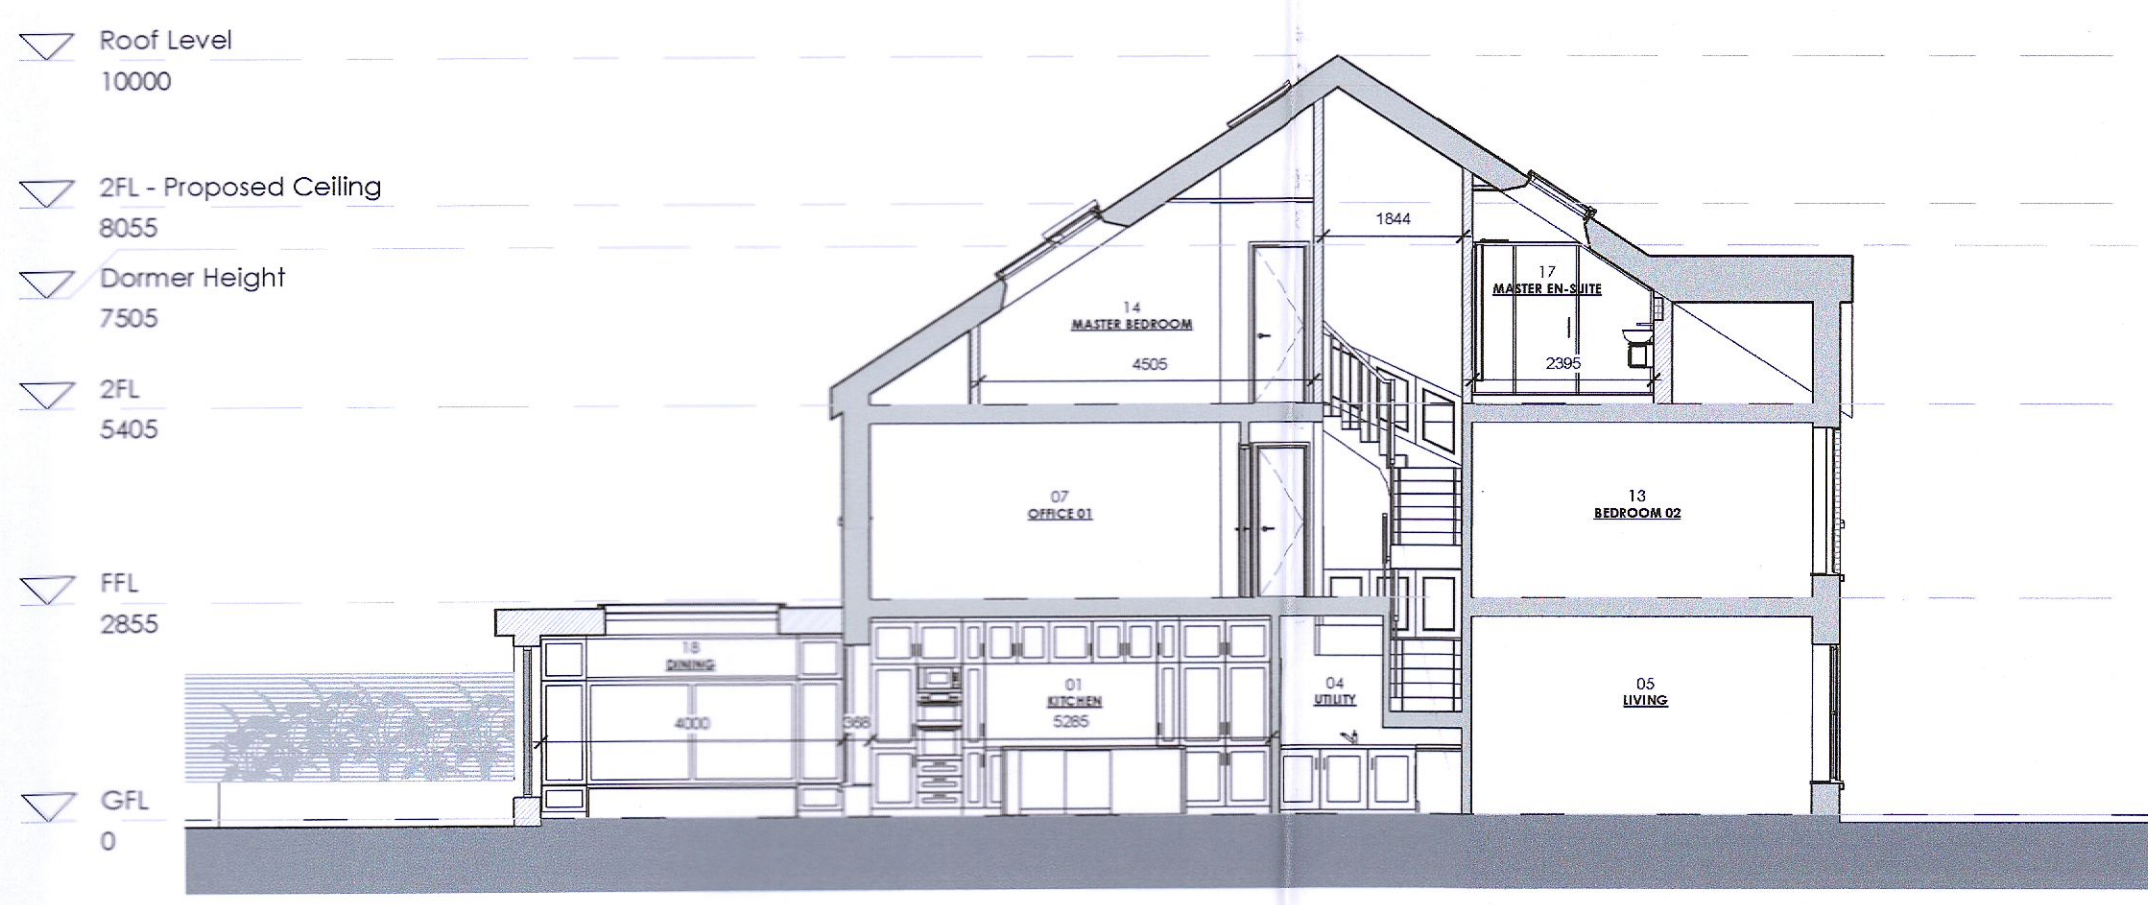 Roof Level
10000
2FL - Proposed Ceiling
8055
Dormer Height
7505
2FL
5405
FFL
2855
GFL
0
1844
14
MASTER BEDROOM
4505
17
MASTER EN-SUITE
2395
07
OFFICE 01
13
BEDROOM 02
18
DINING
4000
368
01
KITCHEN
5285
04
UTILITY
05
LIVING